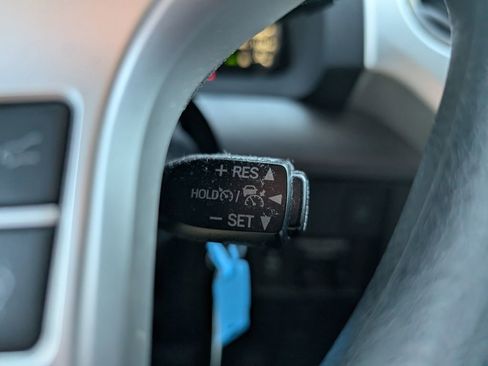 + RES
HOLD /
- SET